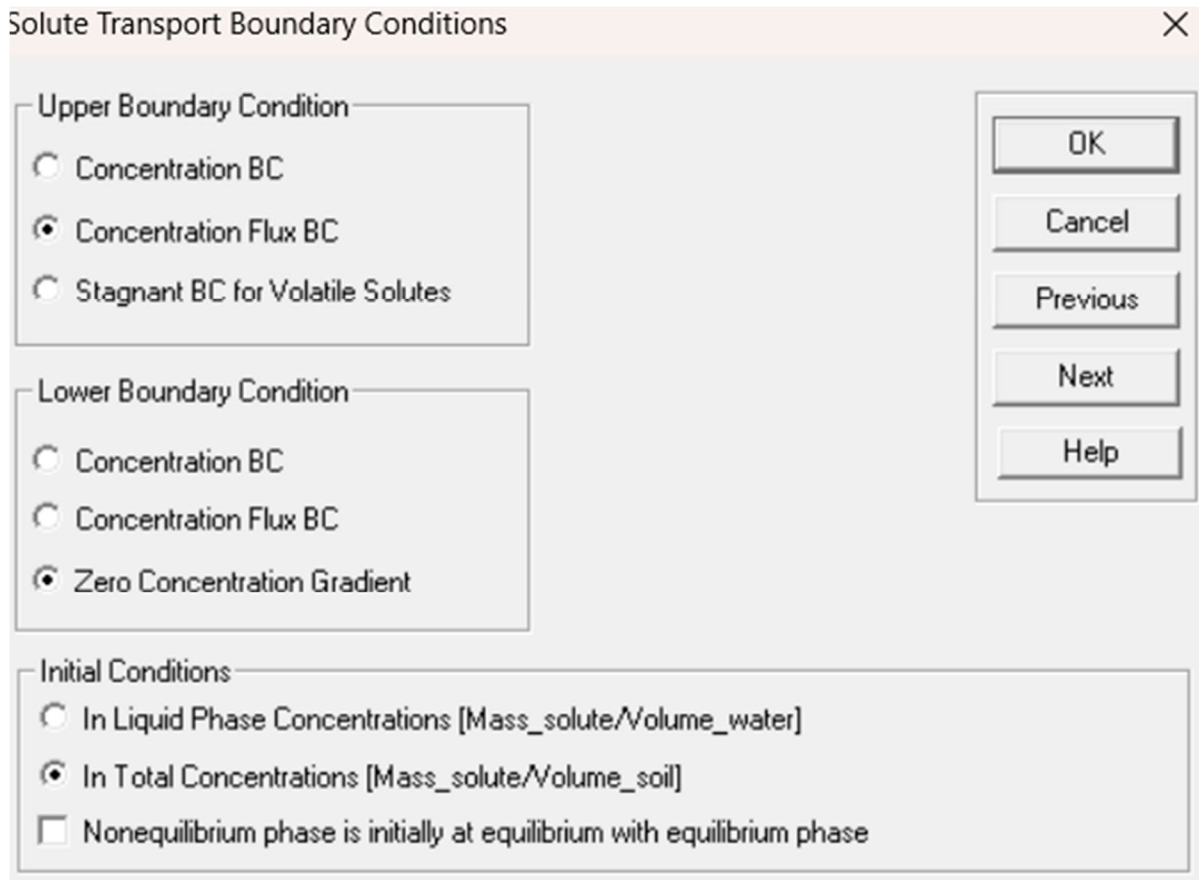 Solute Transport Boundary Conditions
Upper Boundary Condition
Concentration BC
Concentration Flux BC
Stagnant BC for Volatile Solutes
Lower Boundary Condition
Concentration BC
Concentration Flux BC
Zero Concentration Gradient
Initial Conditions
In Liquid Phase Concentrations [Mass_solute/Volume_water]
In Total Concentrations [Mass_solute/Volume_soil]
Nonequilibrium phase is initially at equilibrium with equilibrium phase
OK
Cancel
Previous
Next
Help